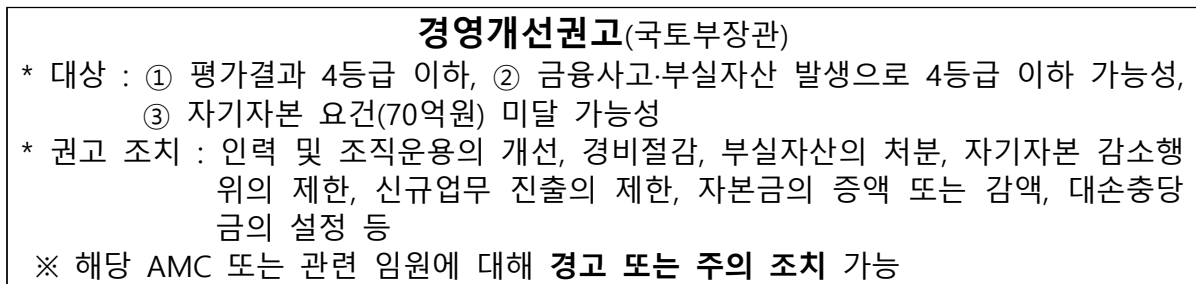 경영개선권고(국토부장관)
* 대상 : ① 평가결과 4등급 이하, ② 금융사고·부실자산 발생으로 4등급 이하 가능성,
③ 자기자본 요건(70억원) 미달 가능성
* 권고 조치 : 인력 및 조직운용의 개선, 경비절감, 부실자산의 처분, 자기자본 감소행
위의 제한, 신규업무 진출의 제한, 자본금의 증액 또는 감액, 대손충당
금의 설정 등
※ 해당 AMC 또는 관련 임원에 대해 경고 또는 주의 조치 가능